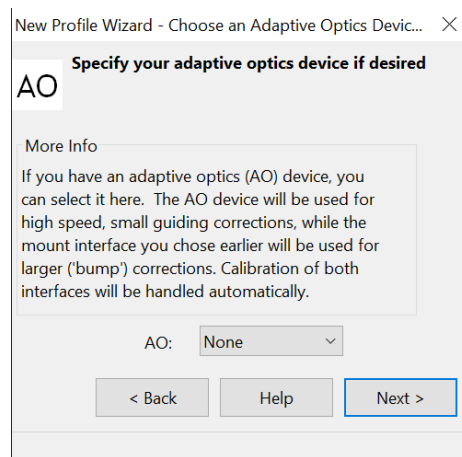 New Profile Wizard - Choose an Adaptive Optics Devic...
Specify your adaptive optics device if desired
AO
More Info
If you have an adaptive optics (AO) device, you
can select it here.  The AO device will be used for
high speed, small guiding corrections, while the
mount interface you chose earlier will be used for
larger ('bump') corrections. Calibration of both
interfaces will be handled automatically.
AO: None
< Back Help Next >